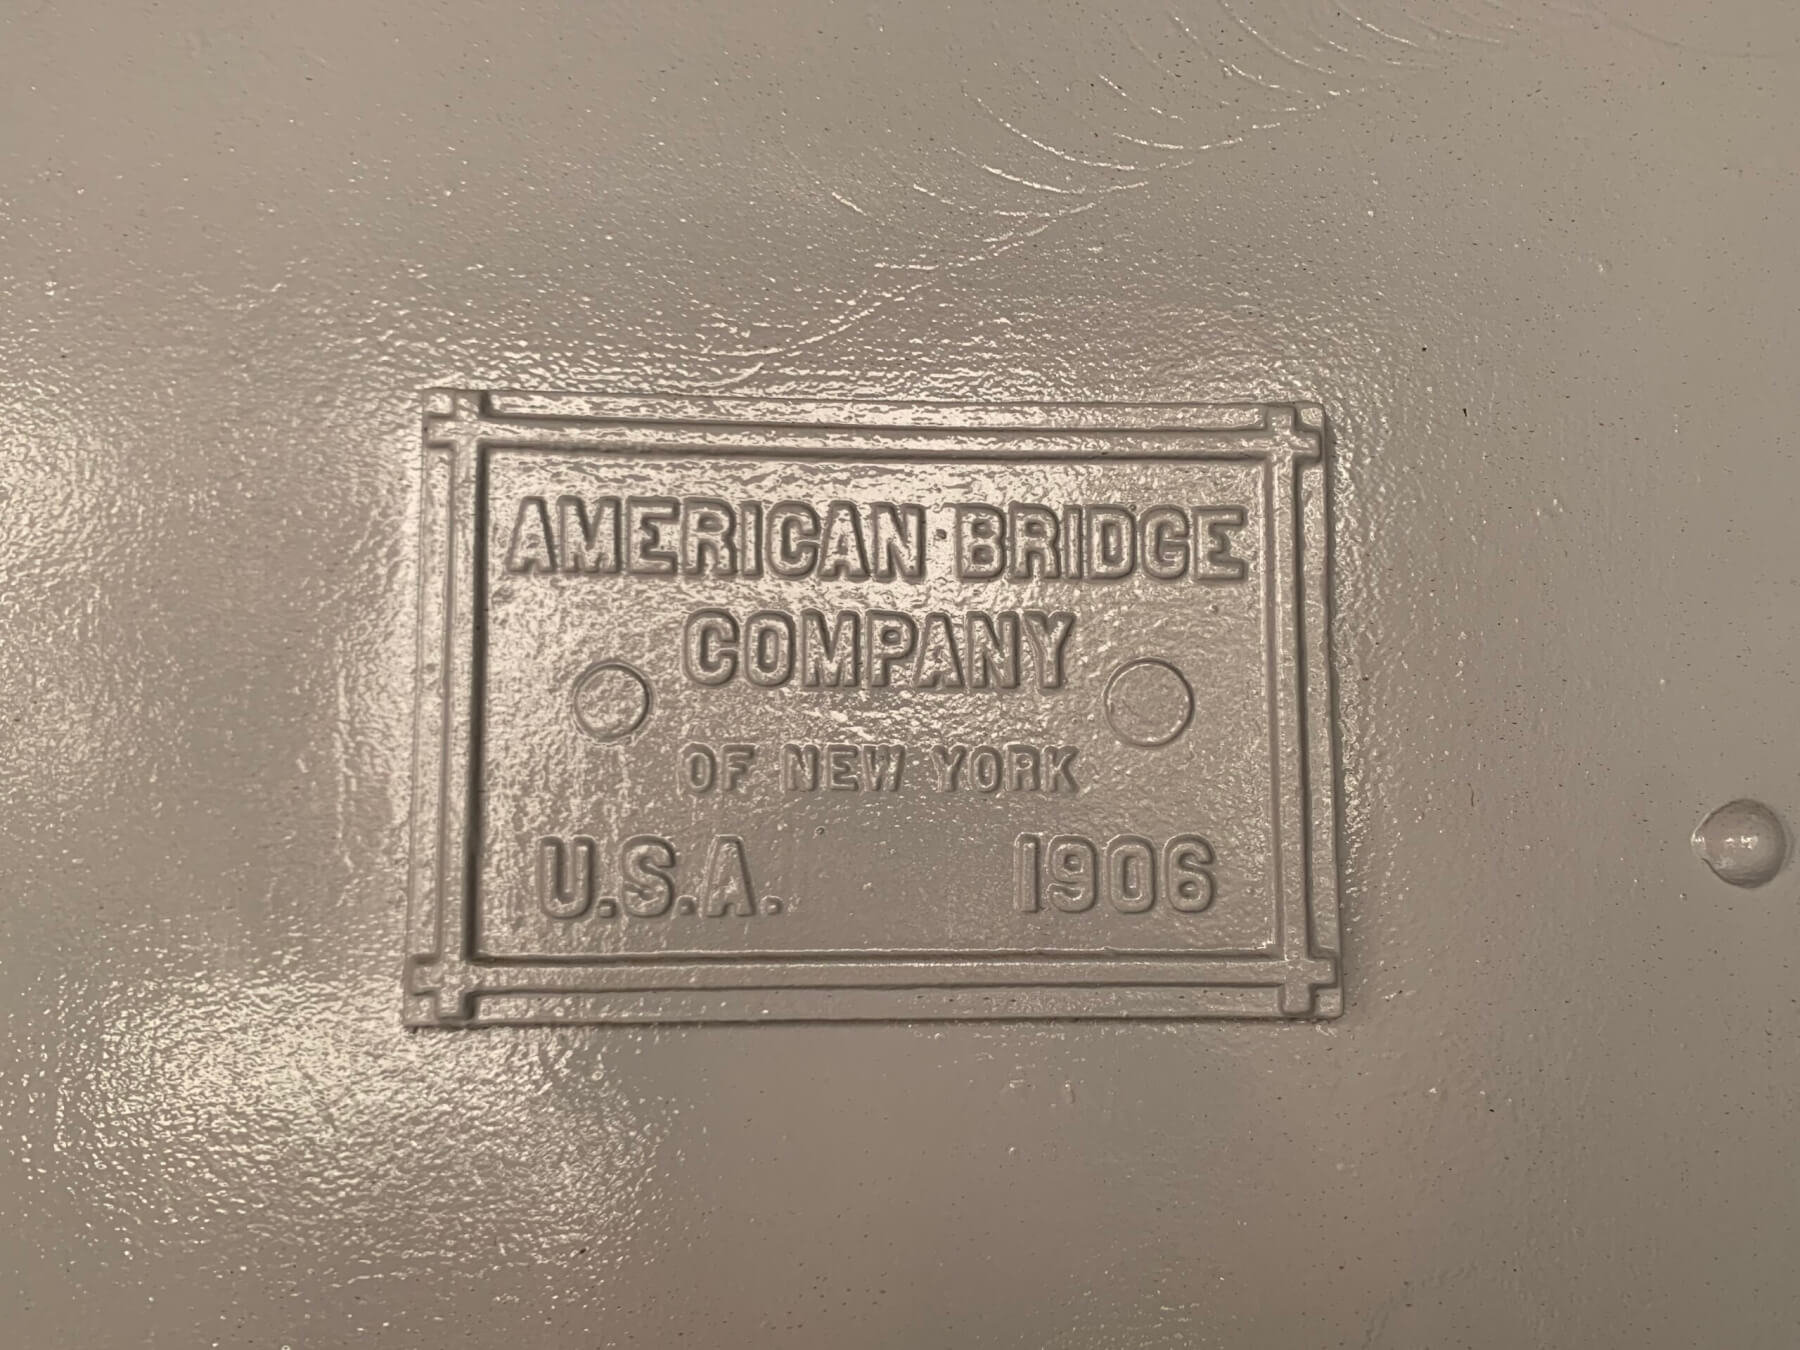 AMERICAN·BRIDGE
COMPANY
OF NEW YORK
U.S.A. 1906